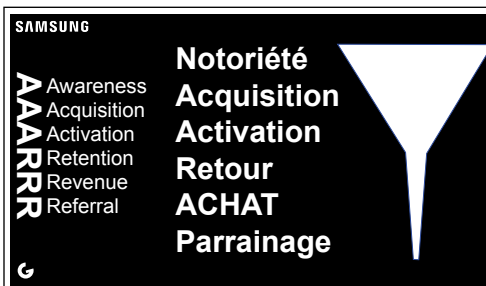 SAMSUNG
AAARRR
Awareness
Acquisition
Activation
Retention
Revenue
Referral
Notoriété
Acquisition
Activation
Retour
ACHAT
Parrainage
G